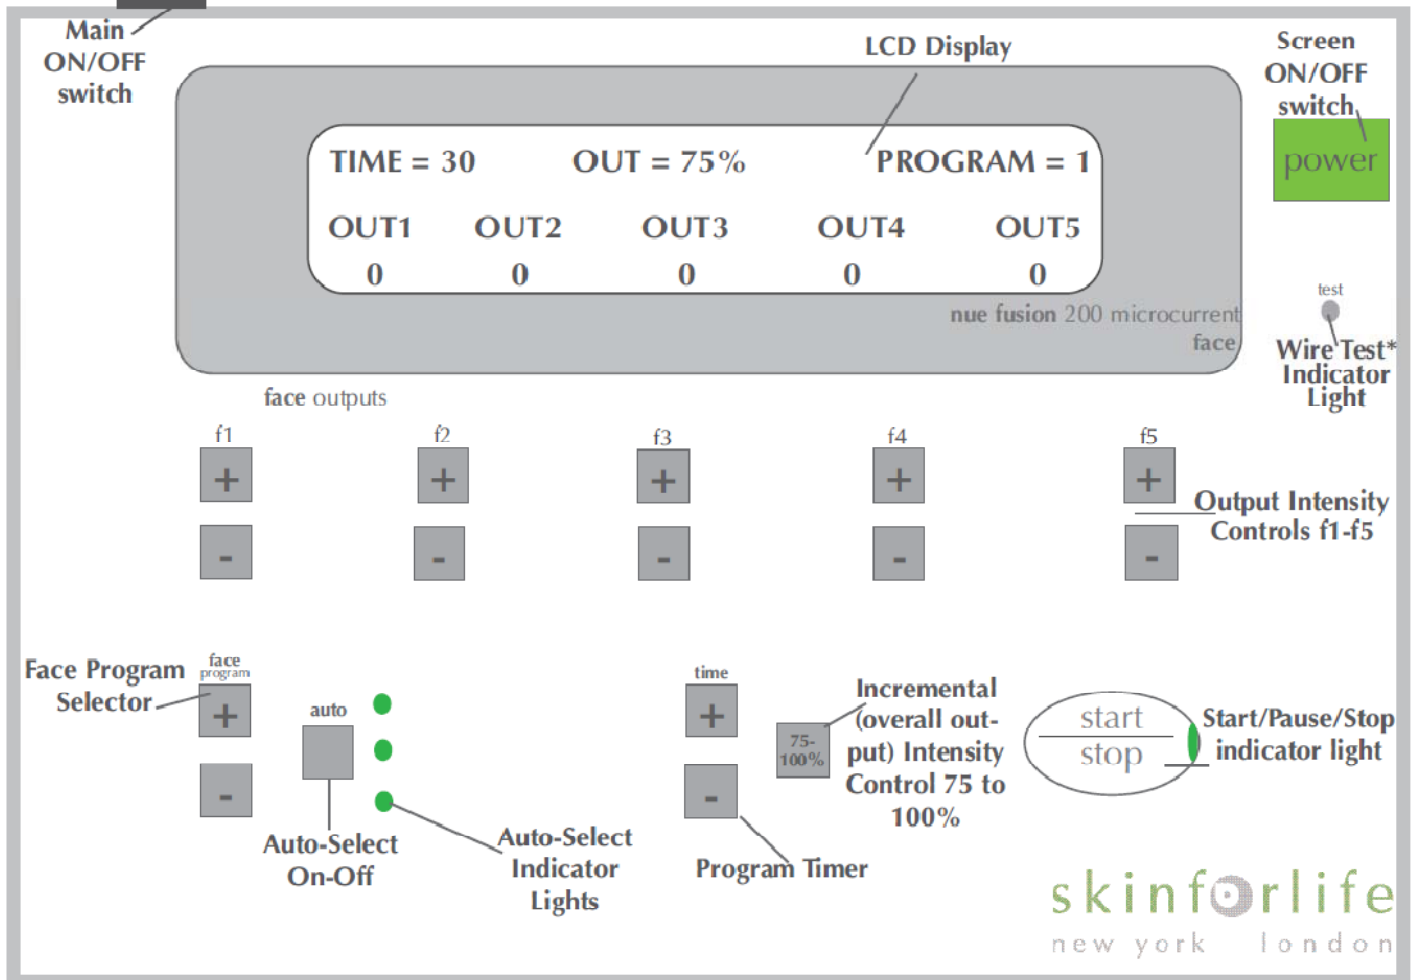 Main
ON/OFF
switch
LCD Display
Screen
ON/OFF
switch
power
TIME = 30 OUT = 75% PROGRAM = 1
OUT1 OUT2 OUT3 OUT4 OUT5
0 0 0 0 0
nue fusion 200 microcurrent
face
test
Wire Test*
Indicator
Light
face outputs
f1 f2 f3 f4 f5
+ + + + +
- - - - -
Output Intensity
Controls f1-f5
Face Program
Selector
face
program
+
-
auto
Auto-Select
On-Off
Auto-Select
Indicator
Lights
time
+
-
Program Timer
75-
100%
Incremental
(overall out-
put) Intensity
Control 75 to
100%
start
stop
Start/Pause/Stop
indicator light
skinforlife
new york london